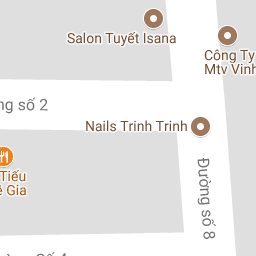 Salon Tuyết Isana
Công Ty
Mtv Vinh
ng số 2
Nails Trinh Trinh
Tiếu
Gia
Đường số 8